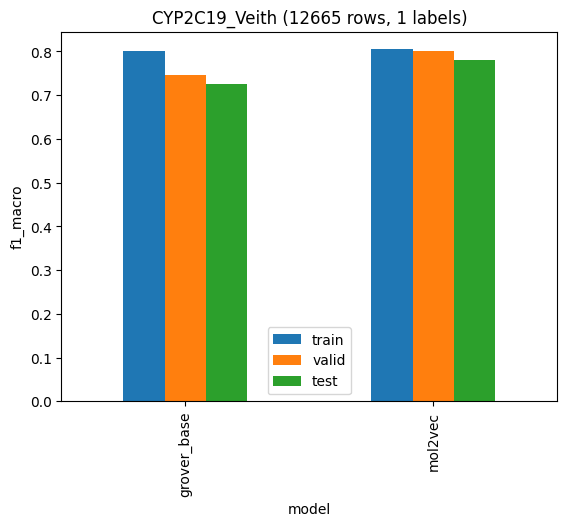 CYP2C19_Veith (12665 rows, 1 labels)
f1_macro
0.8
0.7
0.6
0.5
0.4
0.3
0.2
0.1
0.0
train
valid
test
grover_base
mol2vec
model